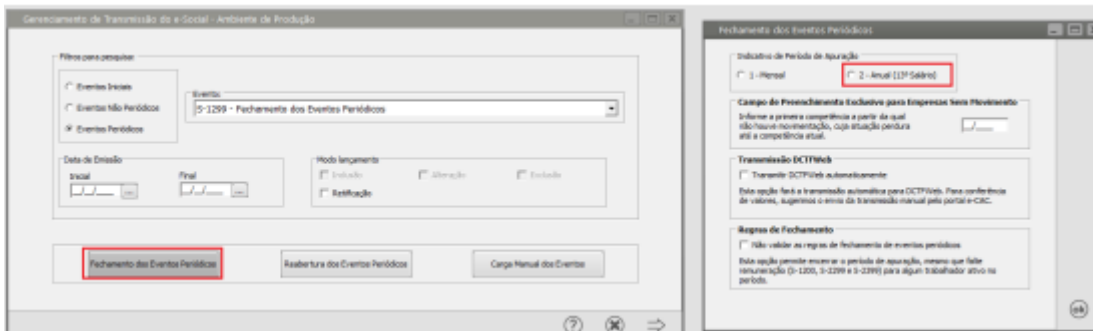 Gerenciamento de Transmissão do e-Social - Ambiente de Produção
Filtros para pesquisar
Eventos Iniciais
Eventos Não Periódicos
Eventos Periódicos
Evento
S-1299 - Fechamento dos Eventos Periódicos
Data de Emissão
Inicial
Final
Modo lançamento
Inclusão
Alteração
Exclusão
Retificação
Fechamento dos Eventos Periódicos
Reabertura dos Eventos Periódicos
Carga Manual dos Eventos
Fechamento dos Eventos Periódicos
Indicativo de Período de Apuração
1 - Mensal
2 - Anual (13º Salário)
Campo de Preenchimento Exclusivo para Empresas Sem Movimento
Informe a primeira competência a partir da qual
não houve movimentação, cuja situação perdura
até a competência atual.
Transmissão DCTFWeb
Transmitir DCTFWeb automaticamente
Esta opção fará a transmissão automática para DCTFWeb. Para conferência
de valores, sugerimos o envio da transmissão manual pelo portal e-CAC.
Regras de Fechamento
Não validar as regras de fechamento de eventos periódicos
Esta opção permite encerrar o período de apuração, mesmo que falte
remuneração (S-1200, S-2299 e S-2399) para algum trabalhador ativo no
período.
ok